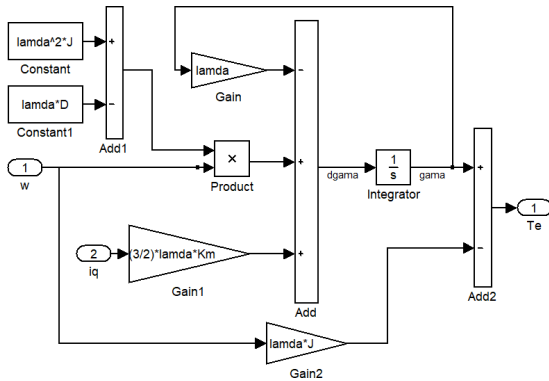 lamda^2*J
+
Constant
lamda*D
−
Constant1
Add1
lamda
Gain
−
1
w
×
Product
+
dgama
1
s
Integrator
gama
+
1
Te
2
iq
(3/2)*lamda*Km
Gain1
+
Add
−
Add2
lamda*J
Gain2